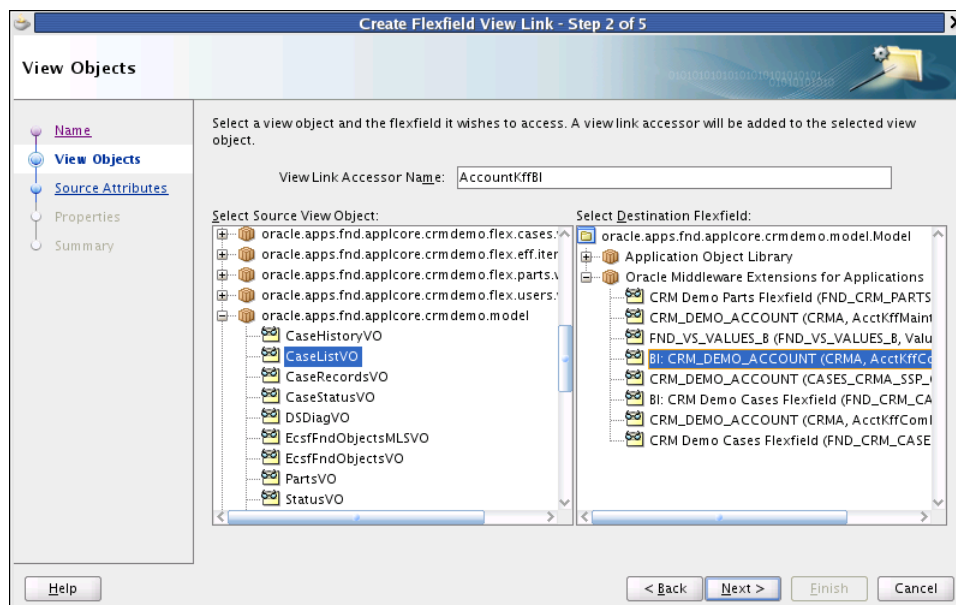 Create Flexfield View Link - Step 2 of 5
View Objects
Name
View Objects
Source Attributes
Properties
Summary
Select a view object and the flexfield it wishes to access. A view link accessor will be added to the selected view
object.
View Link Accessor Name: AccountKffBI
Select Source View Object:
oracle.apps.fnd.applcore.crmdemo.flex.cases.
oracle.apps.fnd.applcore.crmdemo.flex.eff.iter
oracle.apps.fnd.applcore.crmdemo.flex.parts.
oracle.apps.fnd.applcore.crmdemo.flex.users.
oracle.apps.fnd.applcore.crmdemo.model
CaseHistoryVO
CaseListVO
CaseRecordsVO
CaseStatusVO
DSDiagVO
EcsfFndObjectsMLSVO
EcsfFndObjectsVO
PartsVO
StatusVO
Select Destination Flexfield:
oracle.apps.fnd.applcore.crmdemo.model.Model
Application Object Library
Oracle Middleware Extensions for Applications
CRM Demo Parts Flexfield (FND_CRM_PARTS
CRM_DEMO_ACCOUNT (CRMA, AcctKffMaint
FND_VS_VALUES_B (FND_VS_VALUES_B, Valu
BI: CRM_DEMO_ACCOUNT (CRMA, AcctKffCo
CRM_DEMO_ACCOUNT (CASES_CRMA_SSP_
BI: CRM Demo Cases Flexfield (FND_CRM_CA
CRM_DEMO_ACCOUNT (CRMA, AcctKffComl
CRM Demo Cases Flexfield (FND_CRM_CASE
Help
< Back
Next >
Finish
Cancel